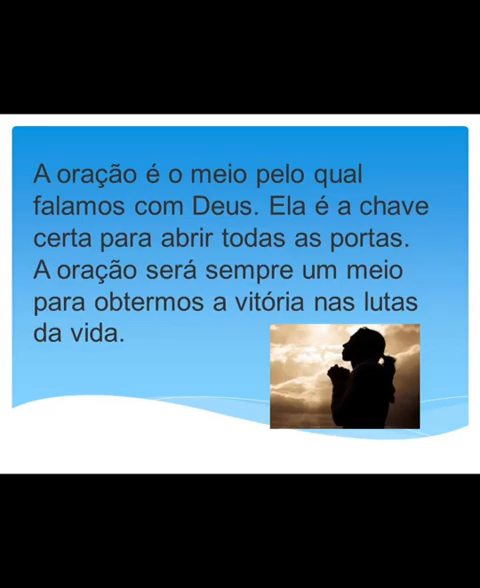 A oração é o meio pelo qual
falamos com Deus. Ela é a chave
certa para abrir todas as portas.
A oração será sempre um meio
para obtermos a vitória nas lutas
da vida.